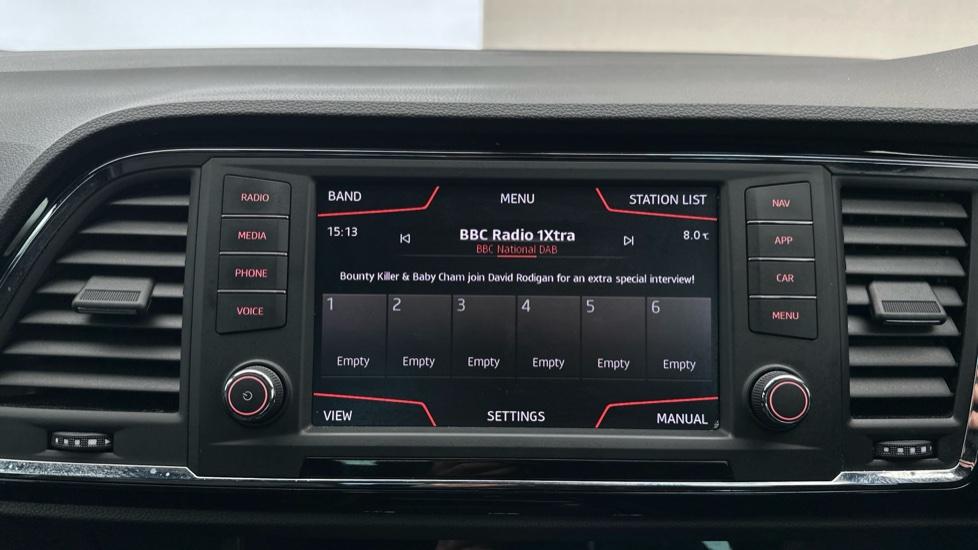 RADIO
MEDIA
PHONE
VOICE
BAND MENU STATION LIST
15:13 BBC Radio 1Xtra 8.0℃
BBC National DAB
Bounty Killer & Baby Cham join David Rodigan for an extra special interview!
1 2 3 4 5 6
Empty Empty Empty Empty Empty Empty
VIEW SETTINGS MANUAL
NAV
APP
CAR
MENU